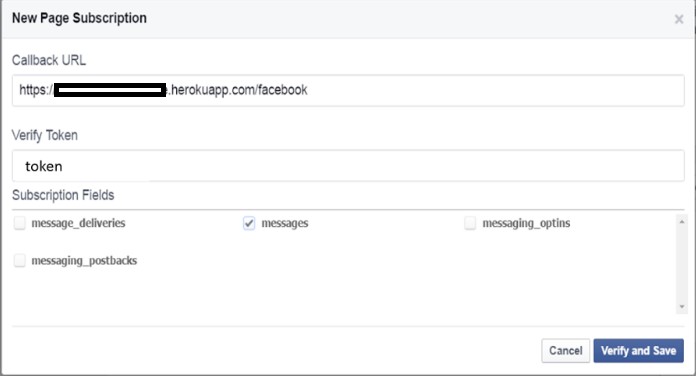 New Page Subscription
×
Callback URL
https:/ .herokuapp.com/facebook
Verify Token
token
Subscription Fields
message_deliveries messages messaging_optins
messaging_postbacks
Cancel Verify and Save